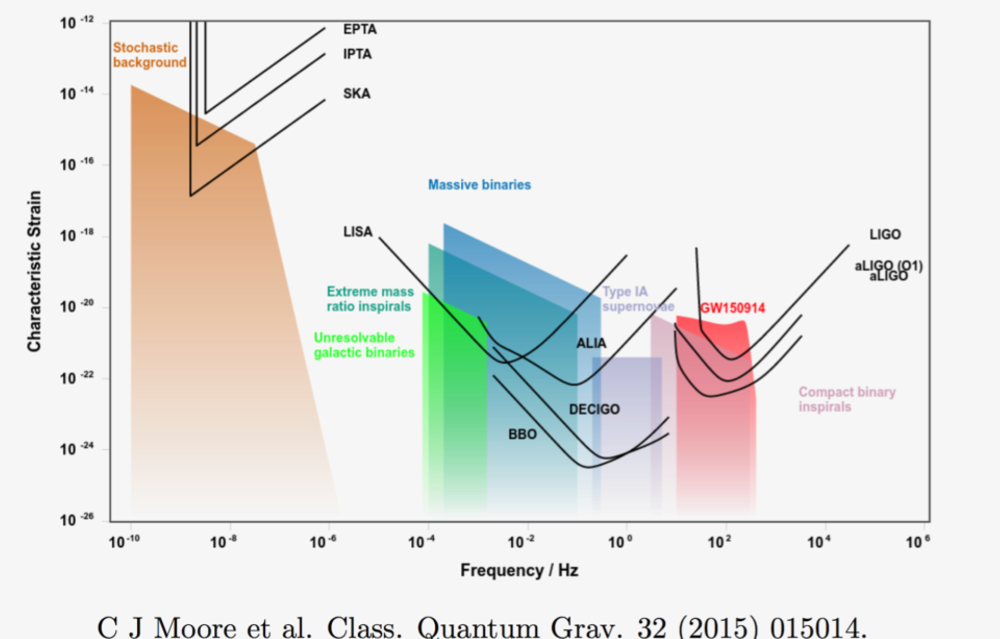 10 -12
10 -14
10 -16
10 -18
10 -20
10 -22
10 -24
10 -26
Characteristic Strain
Stochastic
background
EPTA
IPTA
SKA
Massive binaries
LISA
LIGO
aLIGO (O1)
aLIGO
Extreme mass
ratio inspirals
Type IA
supernovae
GW150914
Unresolvable
galactic binaries
ALIA
Compact binary
inspirals
DECIGO
BBO
10-10 10-8 10-6 10-4 10-2 10 0 10 2 10 4 10 6
Frequency / Hz
C J Moore et al. Class. Quantum Grav. 32 (2015) 015014.